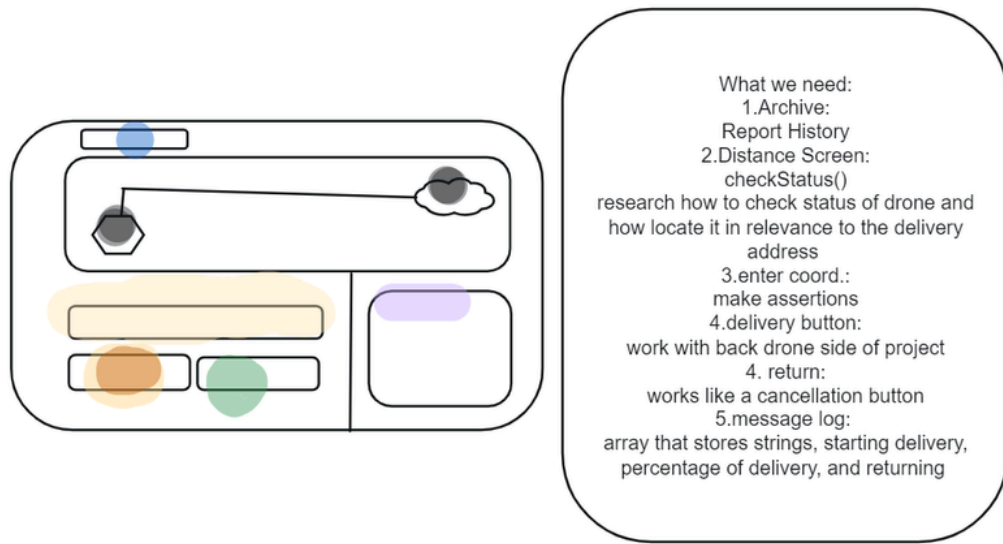 What we need:
1.Archive:
Report History
2.Distance Screen:
checkStatus()
research how to check status of drone and
how locate it in relevance to the delivery
address
3.enter coord.:
make assertions
4.delivery button:
work with back drone side of project
4. return:
works like a cancellation button
5.message log:
array that stores strings, starting delivery,
percentage of delivery, and returning